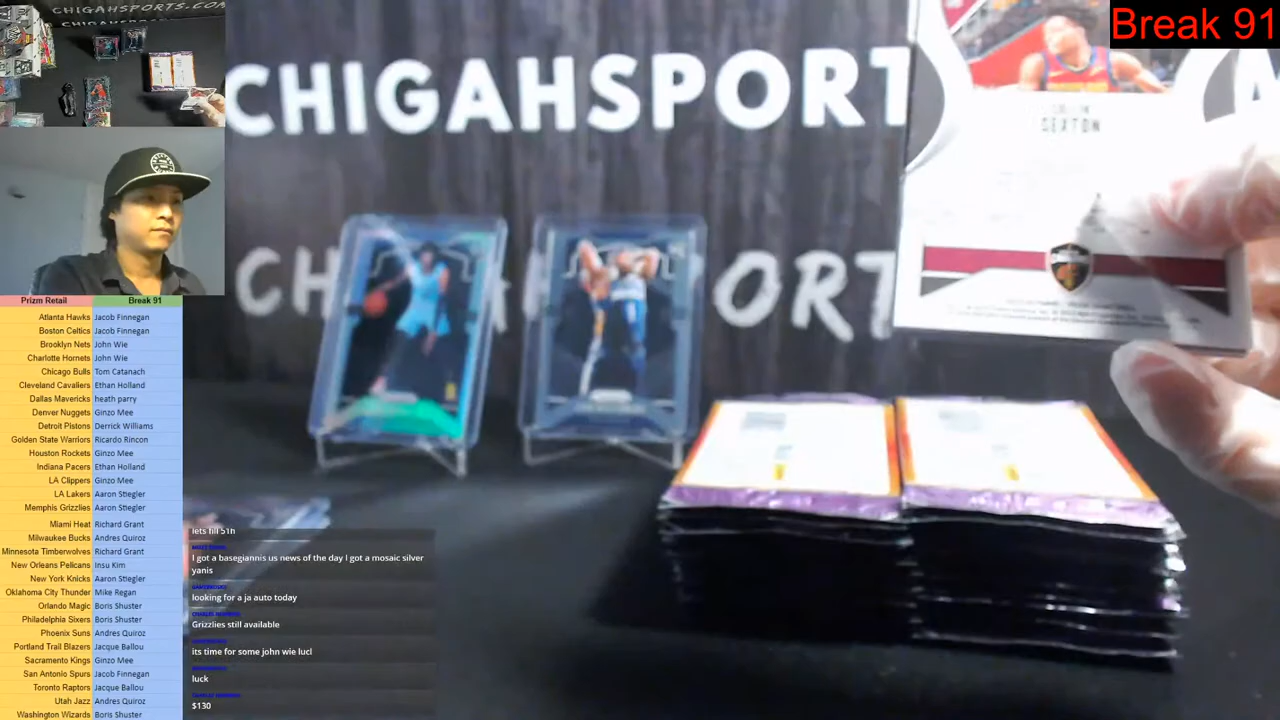 CHIGAHSPORTS.COM
Break 91
CHIGAHSPORT
CHI
ORT
SEXTON
Prizm Retail Break 91
Atlanta Hawks Jacob Finnegan
Boston Celtics Jacob Finnegan
Brooklyn Nets John Wie
Charlotte Hornets John Wie
Chicago Bulls Tom Catanach
Cleveland Cavaliers Ethan Holland
Dallas Mavericks heath parry
Denver Nuggets Ginzo Mee
Detroit Pistons Derrick Williams
Golden State Warriors Ricardo Rincon
Houston Rockets Ginzo Mee
Indiana Pacers Ethan Holland
LA Clippers Ginzo Mee
LA Lakers Aaron Stiegler
Memphis Grizzlies Aaron Stiegler
Miami Heat Richard Grant
Milwaukee Bucks Andres Quiroz
Minnesota Timberwolves Richard Grant
New Orleans Pelicans Insu Kim
New York Knicks Aaron Stiegler
Oklahoma City Thunder Mike Regan
Orlando Magic Boris Shuster
Philadelphia Sixers Boris Shuster
Phoenix Suns Andres Quiroz
Portland Trail Blazers Jacque Ballou
Sacramento Kings Ginzo Mee
San Antonio Spurs Jacob Finnegan
Toronto Raptors Jacque Ballou
Utah Jazz Andres Quiroz
Washington Wizards Boris Shuster
lets fill 51h
I got a basegiannis us news of the day I got a mosaic silver
yanis
looking for a ja auto today
Grizzlies still available
its time for some john wie lucl
luck
$130